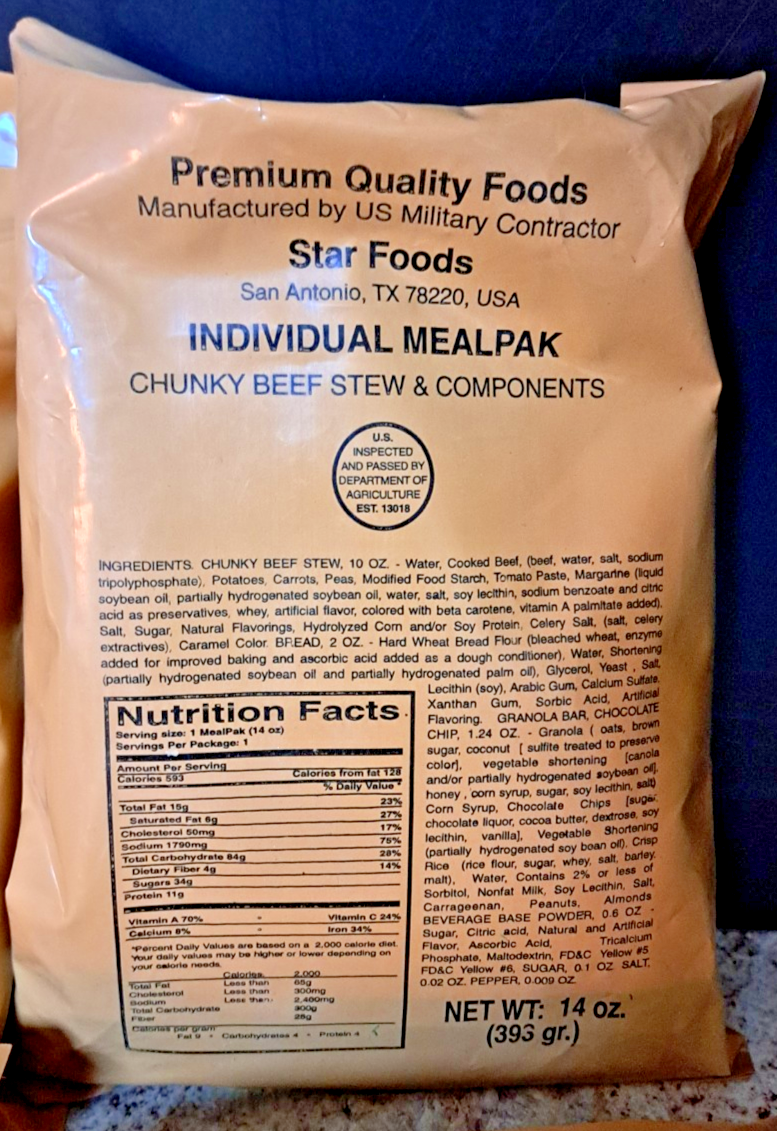 Premium Quality Foods
Manufactured by US Military Contractor
Star Foods
San Antonio, TX 78220, USA
INDIVIDUAL MEALPAK
CHUNKY BEEF STEW & COMPONENTS
U.S.
INSPECTED
AND PASSED BY
DEPARTMENT OF
AGRICULTURE
EST. 13018
INGREDIENTS. CHUNKY BEEF STEW, 10 OZ. - Water, Cooked Beef, (beef, water, salt, sodium
tripolyphosphate), Potatoes, Carrots, Peas, Modified Food Starch, Tomato Paste, Margarine (liquid
soybean oil, partially hydrogenated soybean oil, water, salt, soy lecithin, sodium benzoate and citric
acid as preservatives, whey, artificial flavor, colored with beta carotene, vitamin A palmitate added),
Salt, Sugar, Natural Flavorings, Hydrolyzed Corn and/or Soy Protein, Celery Salt, (salt, celery
extractives), Caramel Color. BREAD, 2 OZ. - Hard Wheat Bread Flour (bleached wheat, enzyme
added for improved baking and ascorbic acid added as a dough conditioner), Water, Shortening
(partially hydrogenated soybean oil and partially hydrogenated palm oil), Glycerol, Yeast , Salt,
Lecithin (soy), Arabic Gum, Calcium Sulfate,
Xanthan Gum, Sorbic Acid, Artificial
Flavoring. GRANOLA BAR, CHOCOLATE
CHIP, 1.24 OZ. - Granola ( oats, brown
sugar, coconut [ sulfite treated to preserve
color], vegetable shortening [canola
and/or partially hydrogenated soybean oil],
honey , corn syrup, sugar, soy lecithin, salt)
Corn Syrup, Chocolate Chips [sugar,
chocolate liquor, cocoa butter, dextrose, soy
lecithin, vanilla], Vegetable Shortening
(partially hydrogenated soy bean oil), Crisp
Rice (rice flour, sugar, whey, salt, barley,
malt), Water, Contains 2% or less of
Sorbitol, Nonfat Milk, Soy Lecithin, Salt,
Carrageenan, Peanuts, Almonds
BEVERAGE BASE POWDER, 0.6 OZ -
Sugar, Citric acid, Natural and Artificial
Flavor, Ascorbic Acid, Tricalcium
Phosphate, Maltodextrin, FD&C Yellow #5
FD&C Yellow #6, SUGAR, 0.1 OZ SALT,
0.02 OZ. PEPPER, 0.009 OZ.
Nutrition Facts
Serving size: 1 MealPak (14 oz)
Servings Per Package: 1
Amount Per Serving
Calories 593 Calories from fat 128
% Daily Value*
Total Fat 15g 23%
Saturated Fat 6g 27%
Cholesterol 50mg 17%
Sodium 1790mg 75%
Total Carbohydrate 84g 28%
Dietary Fiber 4g 14%
Sugars 34g
Protein 11g
Vitamin A 70% - Vitamin C 24%
Calcium 8% - Iron 34%
*Percent Daily Values are based on a 2,000 calorie diet.
Your daily values may be higher or lower depending on
your calorie needs.
Calories: 2,000
Total Fat Less than 65g
Cholesterol Less than 300mg
Sodium Less than 2,400mg
Total Carbohydrate 300g
Fiber 25g
Calories per gram
Fat 9 - Carbohydrates 4 - Protein 4
NET WT: 14 oz.
(393 gr.)